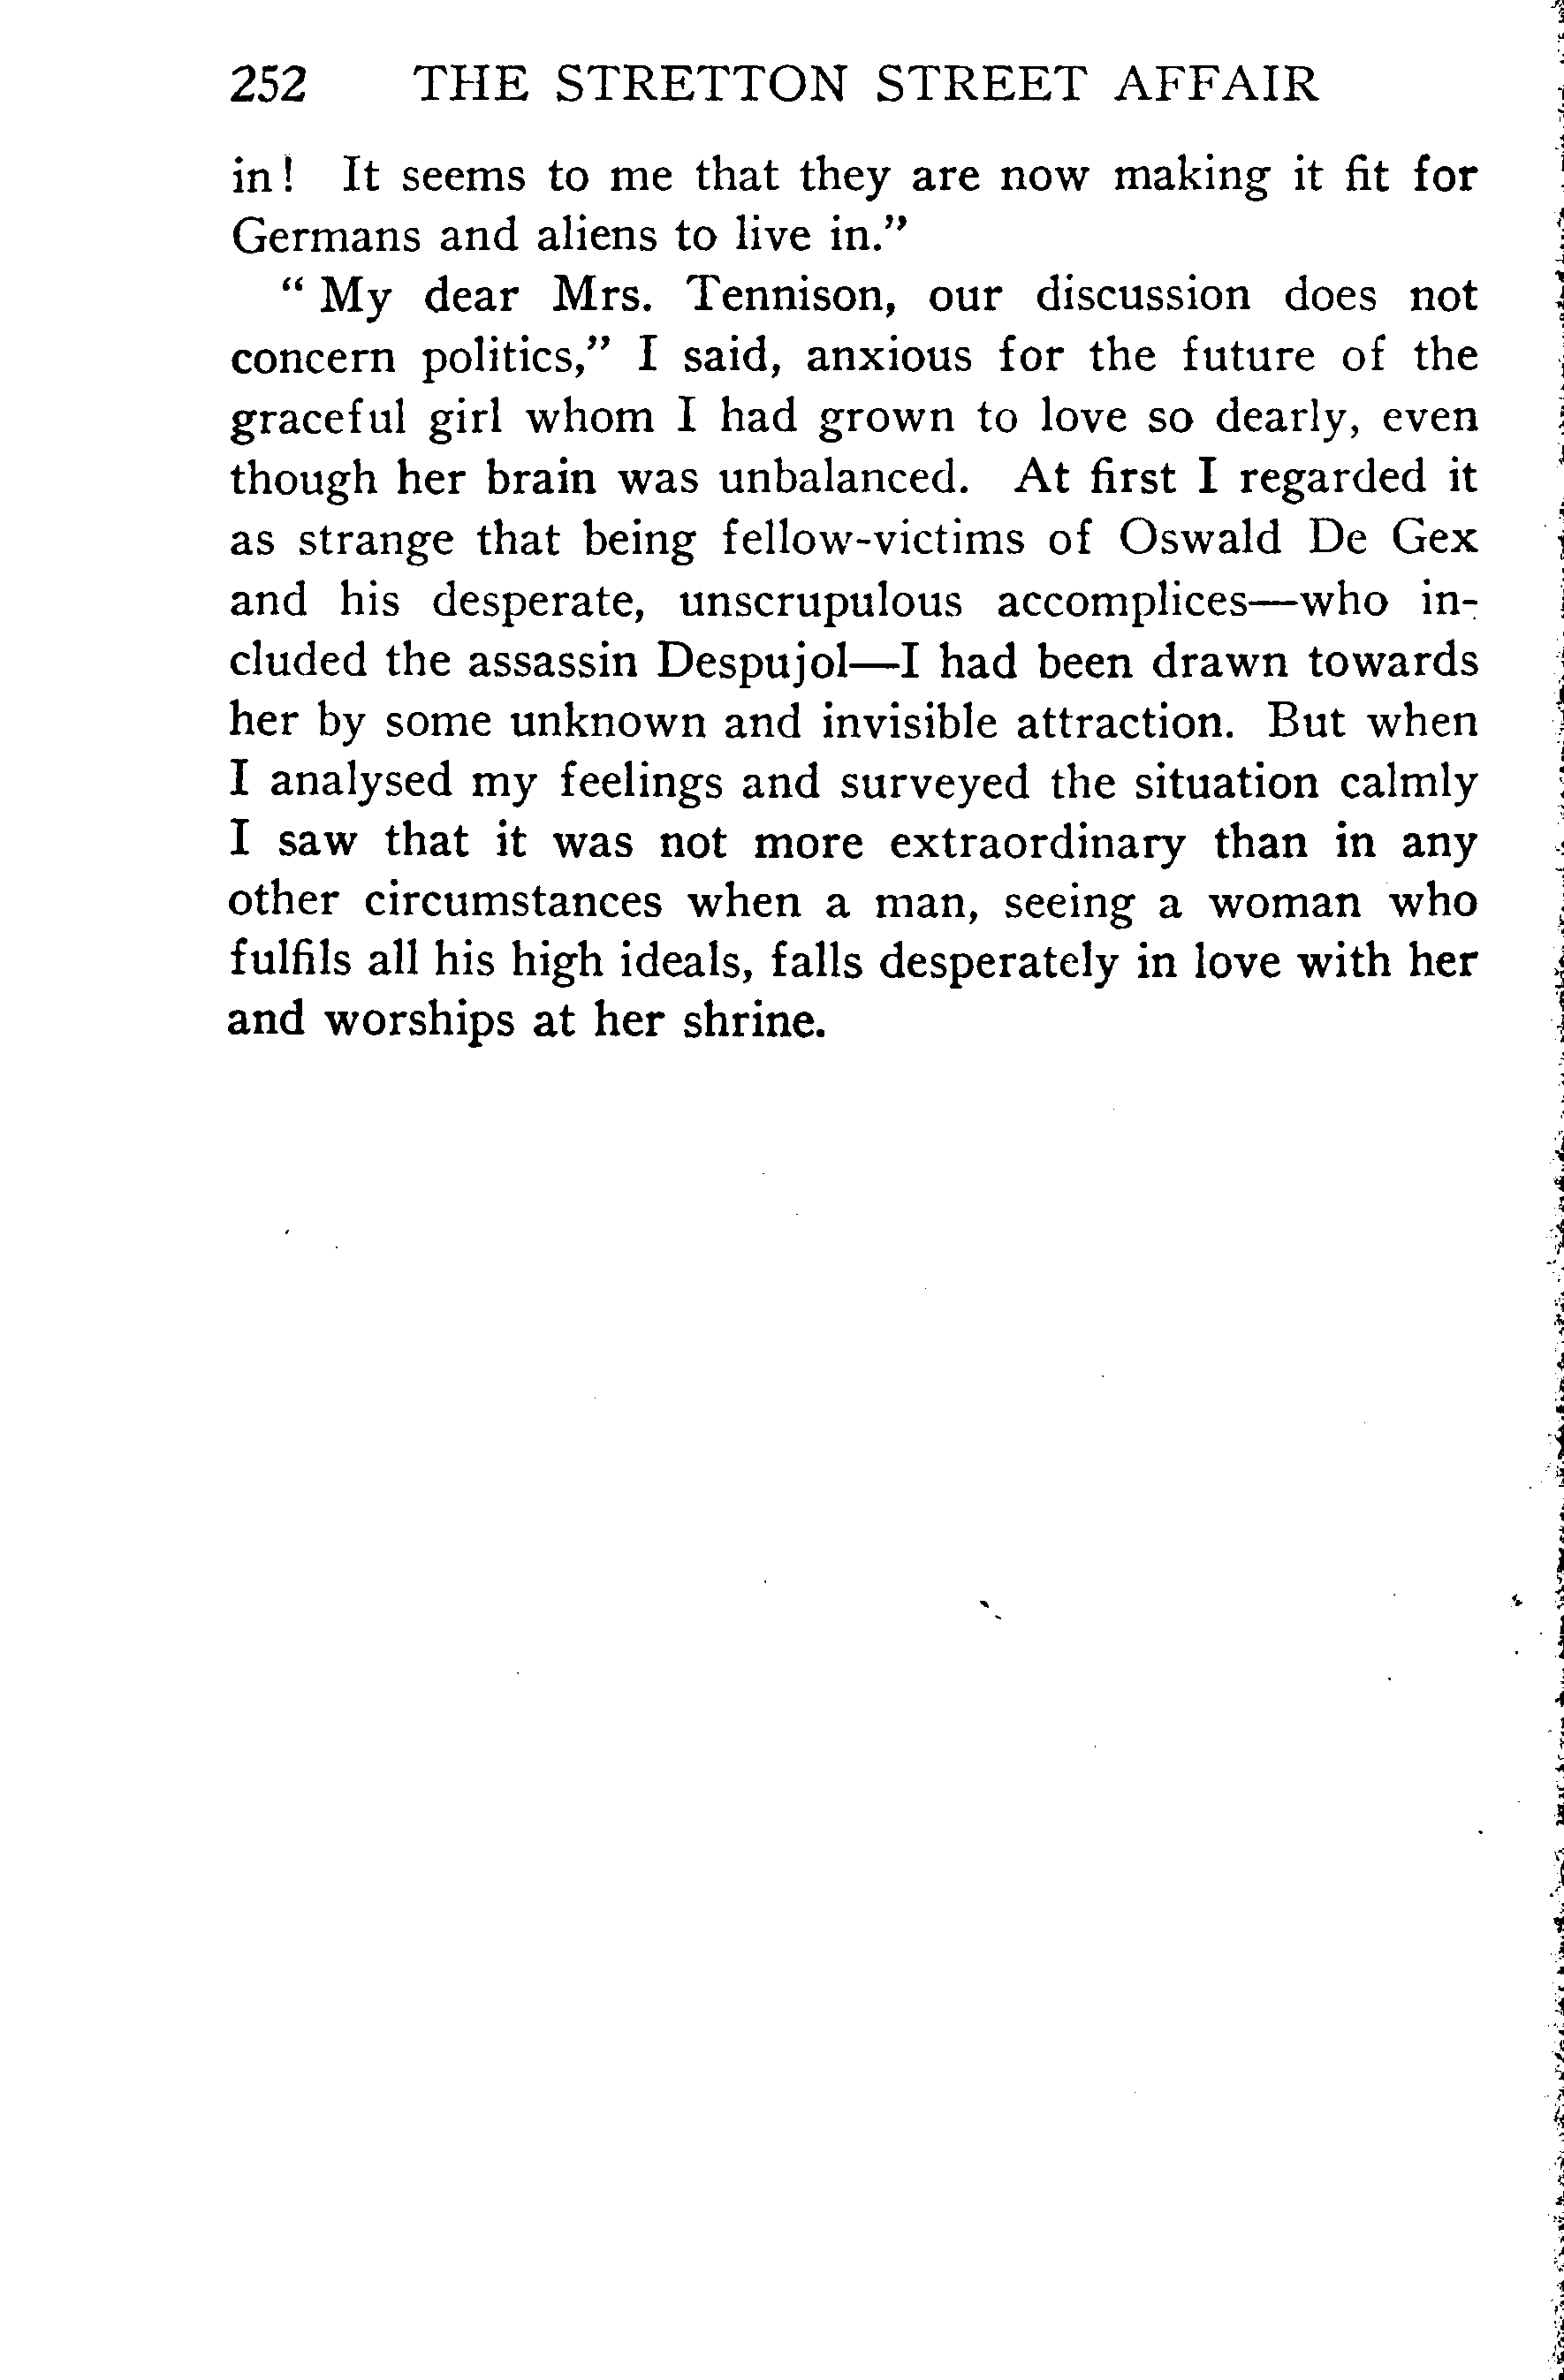 252 THE STRETTON STREET AFFAIR
in! It seems to me that they are now making it fit for
Germans and aliens to live in.”
“ My dear Mrs. Tennison, our discussion does not
concern politics,” I said, anxious for the future of the
graceful girl whom I had grown to love so dearly, even
though her brain was unbalanced. At first I regarded it
as strange that being fellow-victims of Oswald De Gex
and his desperate, unscrupulous accomplices—who in-
cluded the assassin Despujol—I had been drawn towards
her by some unknown and invisible attraction. But when
I analysed my feelings and surveyed the situation calmly
I saw that it was not more extraordinary than in any
other circumstances when a man, seeing a woman who
fulfils all his high ideals, falls desperately in love with her
and worships at her shrine.